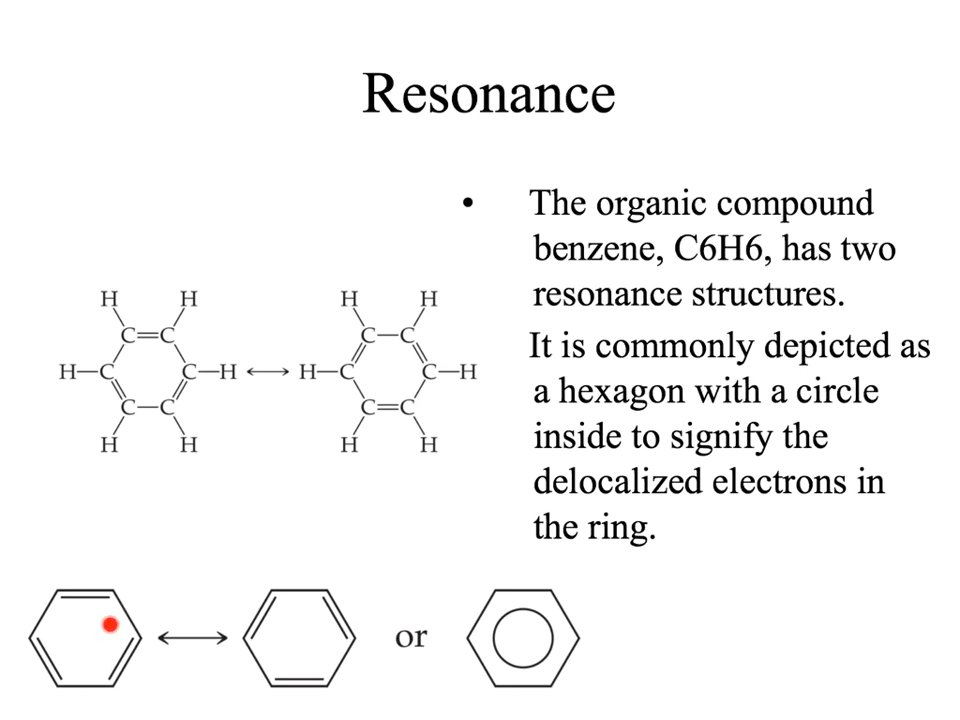 Resonance
• The organic compound
benzene, C6H6, has two
resonance structures.
It is commonly depicted as
a hexagon with a circle
inside to signify the
delocalized electrons in
the ring.
H H H H
C=C C–C
H–C C–H ⟷ H–C C–H
C–C C=C
H H H H
or